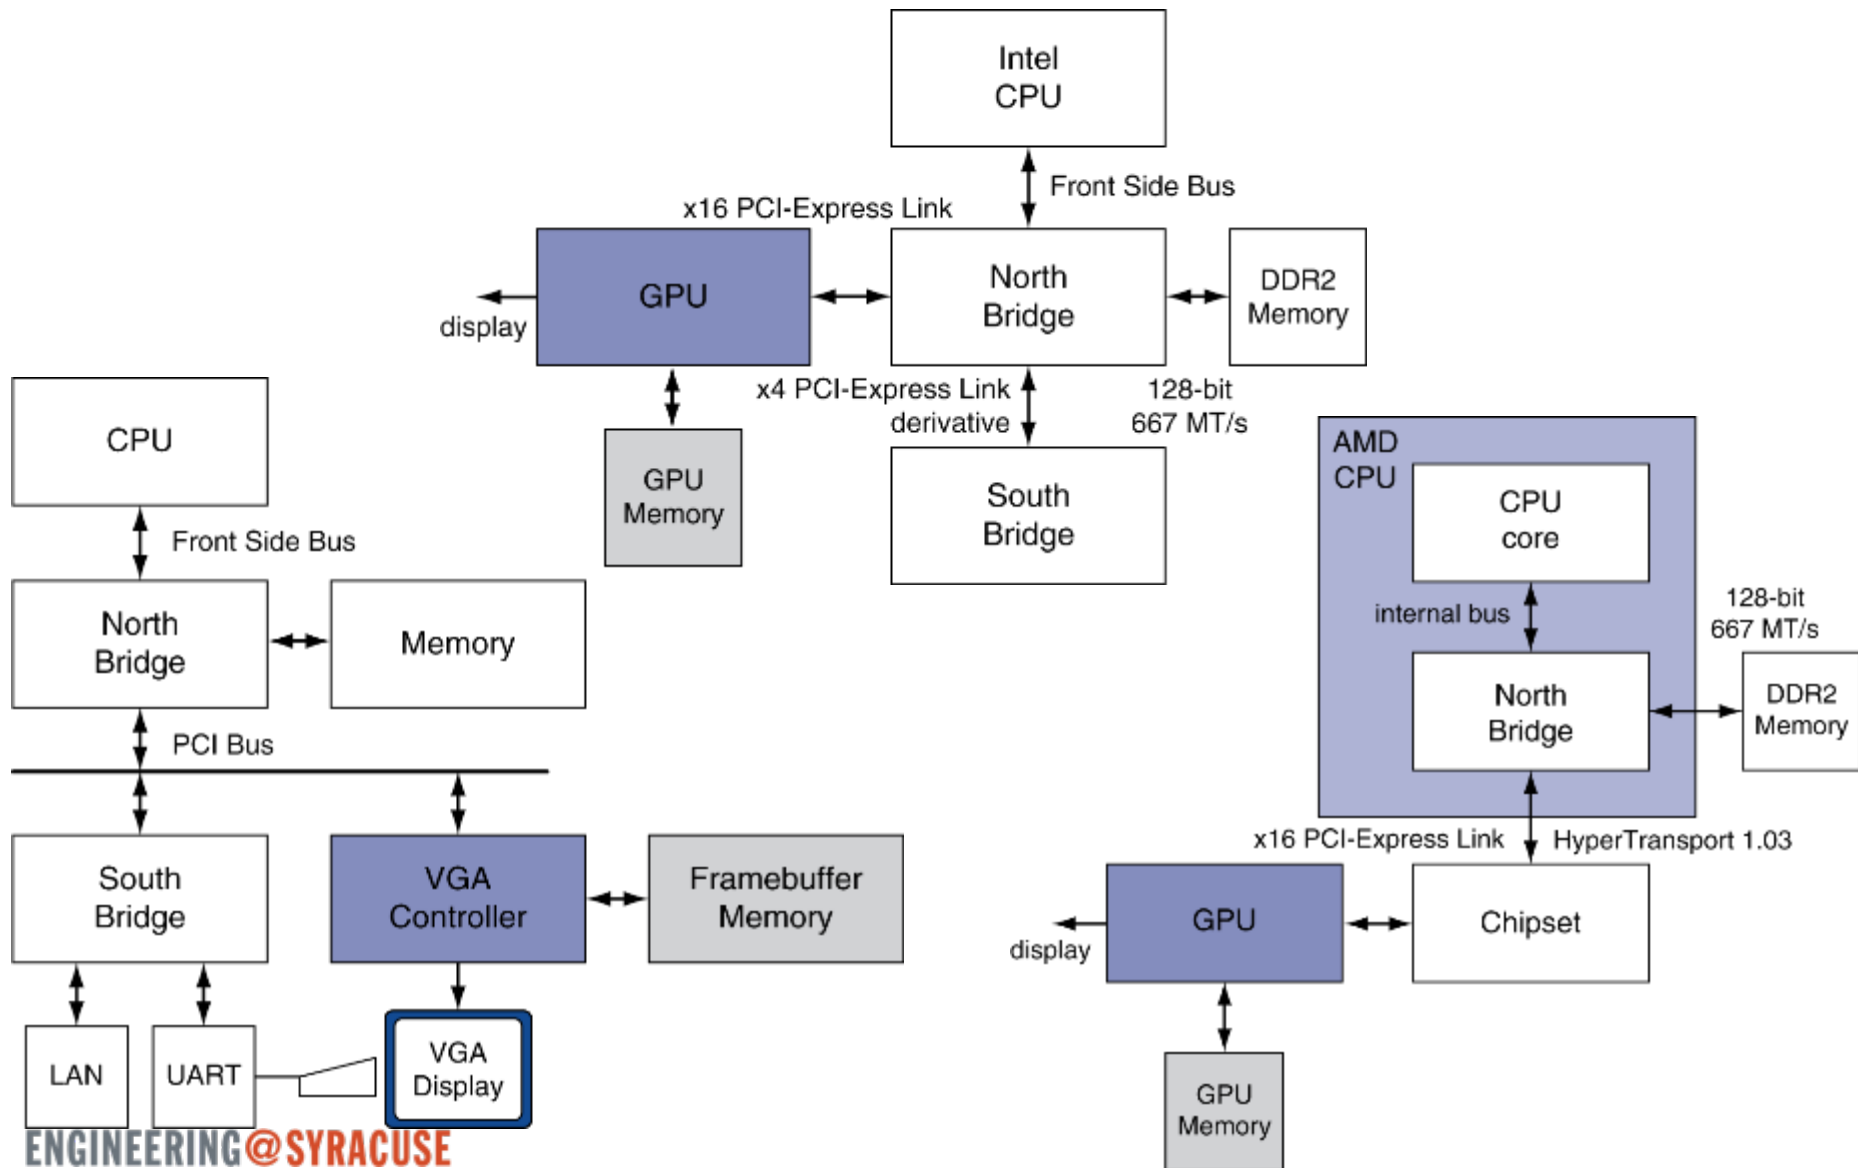 Intel
CPU
Front Side Bus
x16 PCI-Express Link
GPU
North
Bridge
DDR2
Memory
display
x4 PCI-Express Link
derivative
128-bit
667 MT/s
GPU
Memory
South
Bridge
CPU
Front Side Bus
North
Bridge
Memory
PCI Bus
South
Bridge
VGA
Controller
Framebuffer
Memory
LAN
UART
VGA
Display
AMD
CPU
CPU
core
internal bus
128-bit
667 MT/s
North
Bridge
DDR2
Memory
x16 PCI-Express Link
HyperTransport 1.03
GPU
Chipset
display
GPU
Memory
ENGINEERING@SYRACUSE